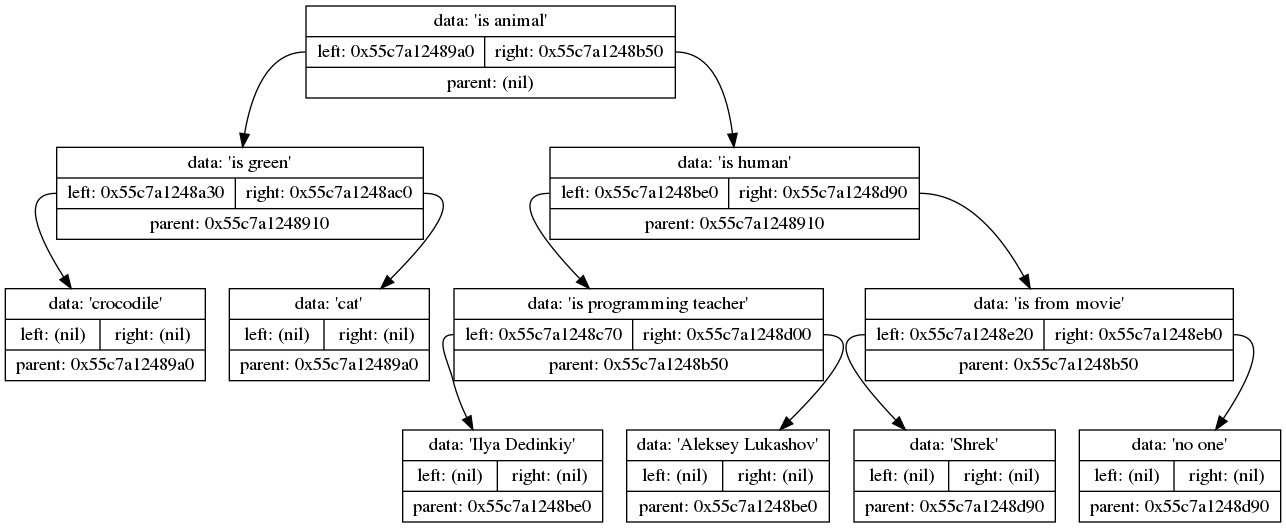 data: 'is animal'
left: 0x55c7a12489a0 right: 0x55c7a1248b50
parent: (nil)
data: 'is green'
left: 0x55c7a1248a30 right: 0x55c7a1248ac0
parent: 0x55c7a1248910
data: 'is human'
left: 0x55c7a1248be0 right: 0x55c7a1248d90
parent: 0x55c7a1248910
data: 'crocodile'
left: (nil) right: (nil)
parent: 0x55c7a12489a0
data: 'cat'
left: (nil) right: (nil)
parent: 0x55c7a12489a0
data: 'is programming teacher'
left: 0x55c7a1248c70 right: 0x55c7a1248d00
parent: 0x55c7a1248b50
data: 'is from movie'
left: 0x55c7a1248e20 right: 0x55c7a1248eb0
parent: 0x55c7a1248b50
data: 'Ilya Dedinkiy'
left: (nil) right: (nil)
parent: 0x55c7a1248be0
data: 'Aleksey Lukashov'
left: (nil) right: (nil)
parent: 0x55c7a1248be0
data: 'Shrek'
left: (nil) right: (nil)
parent: 0x55c7a1248d90
data: 'no one'
left: (nil) right: (nil)
parent: 0x55c7a1248d90